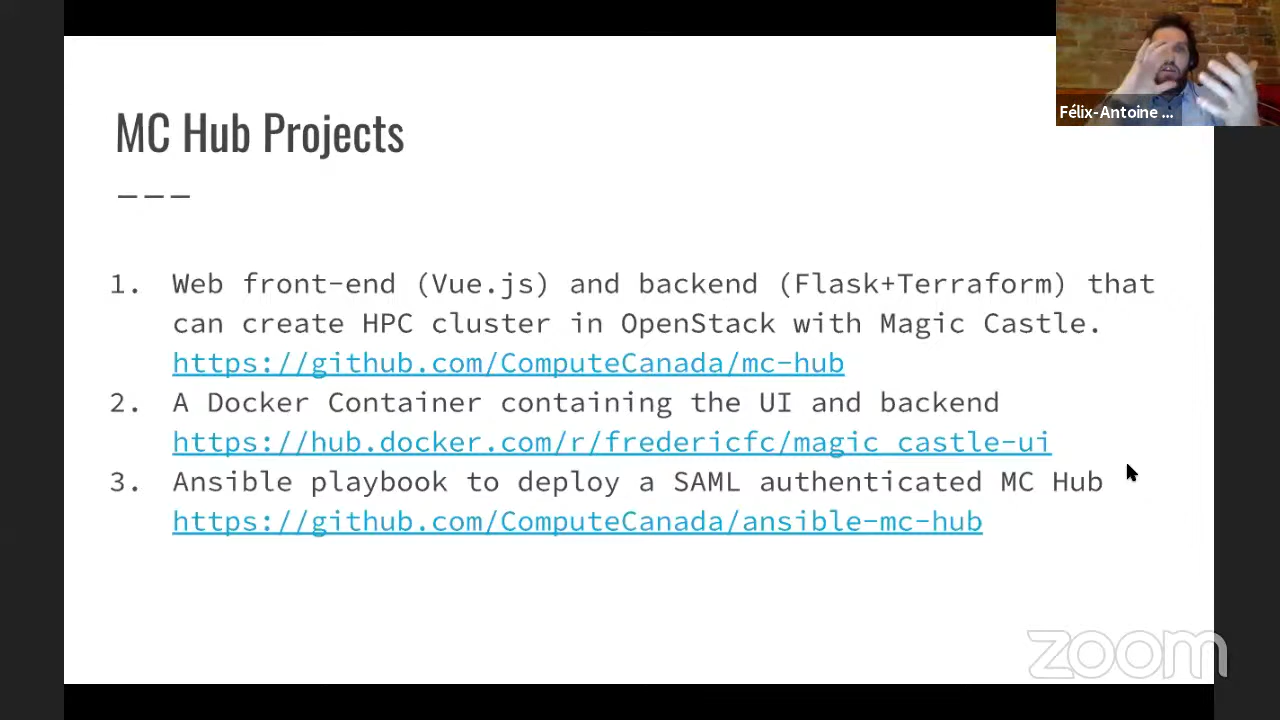 Félix-Antoine ...
MC Hub Projects
———
1. Web front-end (Vue.js) and backend (Flask+Terraform) that
can create HPC cluster in OpenStack with Magic Castle.
https://github.com/ComputeCanada/mc-hub
2. A Docker Container containing the UI and backend
https://hub.docker.com/r/fredericfc/magic_castle-ui
3. Ansible playbook to deploy a SAML authenticated MC Hub
https://github.com/ComputeCanada/ansible-mc-hub
zoom